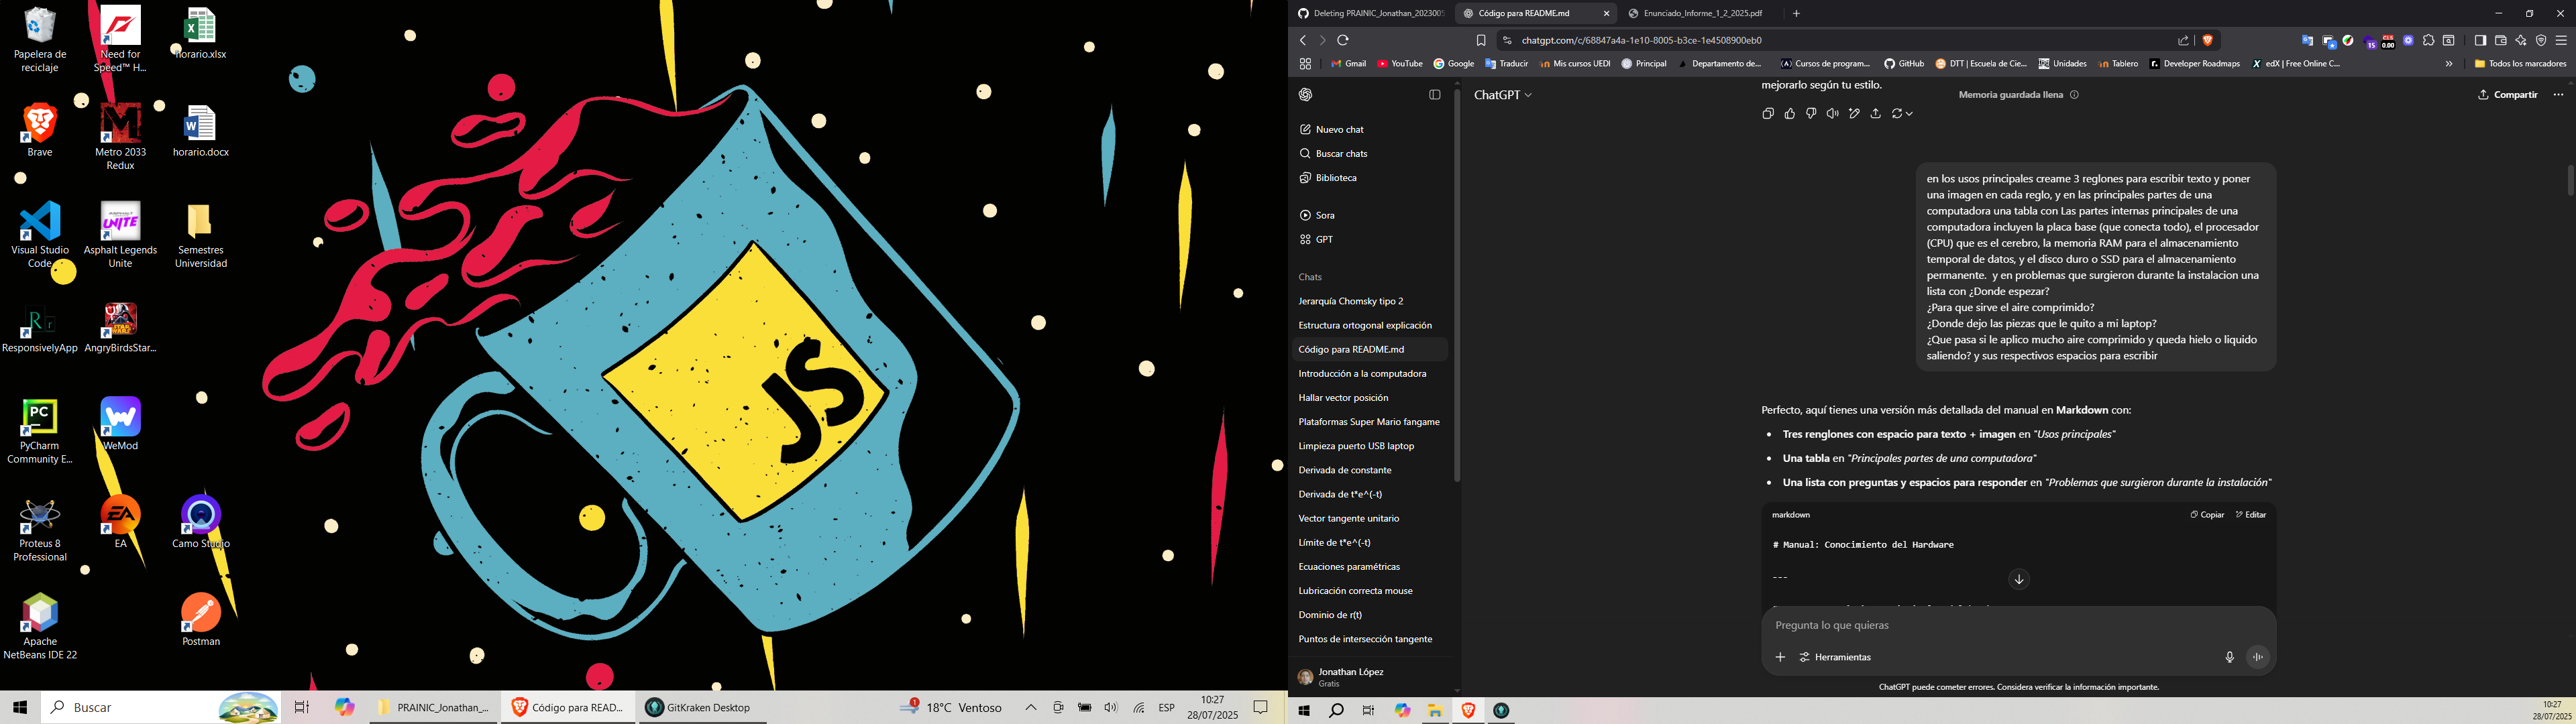 Papelera de
reciclaje
Need for
Speed™ H...
horario.xlsx
Brave
Metro 2033
Redux
horario.docx
Visual Studio
Code
Asphalt Legends
Unite
Semestres
Universidad
ResponsivelyApp
AngryBirdsStar...
PyCharm
Community E...
WeMod
Proteus 8
Professional
EA
Camo Studio
Apache
NetBeans IDE 22
Postman
JS
Buscar
PRAINIC_Jonathan_...
Código para READ...
GitKraken Desktop
18°C Ventoso
ESP
10:27
28/07/2025
Deleting PRAINIC_Jonathan_2023005
Código para README.md
Enunciado_Informe_1_2_2025.pdf
chatgpt.com/c/68847a4a-1e10-8005-b3ce-1e4508900eb0
15
0.00
Gmail
YouTube
Google
Traducir
Mis cursos UEDI
Principal
Departamento de...
Cursos de program...
GitHub
DTT | Escuela de Cie...
Unidades
Tablero
Developer Roadmaps
edX | Free Online C...
Todos los marcadores
ChatGPT
Memoria guardada llena
Compartir
Nuevo chat
Buscar chats
Biblioteca
Sora
GPT
Chats
Jerarquía Chomsky tipo 2
Estructura ortogonal explicación
Código para README.md
Introducción a la computadora
Hallar vector posición
Plataformas Super Mario fangame
Limpieza puerto USB laptop
Derivada de constante
Derivada de t*e^(-t)
Vector tangente unitario
Límite de t*e^(-t)
Ecuaciones paramétricas
Lubricación correcta mouse
Dominio de r(t)
Puntos de intersección tangente
Jonathan López
Gratis
mejorarlo según tu estilo.
en los usos principales creame 3 reglones para escribir texto y poner
una imagen en cada reglo, y en las principales partes de una
computadora una tabla con Las partes internas principales de una
computadora incluyen la placa base (que conecta todo), el procesador
(CPU) que es el cerebro, la memoria RAM para el almacenamiento
temporal de datos, y el disco duro o SSD para el almacenamiento
permanente. y en problemas que surgieron durante la instalacion una
lista con ¿Donde espezar?
¿Para que sirve el aire comprimido?
¿Donde dejo las piezas que le quito a mi laptop?
¿Que pasa si le aplico mucho aire comprimido y queda hielo o liquido
saliendo? y sus respectivos espacios para escribir
Perfecto, aquí tienes una versión más detallada del manual en Markdown con:
• Tres renglones con espacio para texto + imagen en "Usos principales"
• Una tabla en "Principales partes de una computadora"
• Una lista con preguntas y espacios para responder en "Problemas que surgieron durante la instalación"
markdown
Copiar
Editar
# Manual: Conocimiento del Hardware
---
Pregunta lo que quieras
Herramientas
ChatGPT puede cometer errores. Considera verificar la información importante.
10:27
28/07/2025